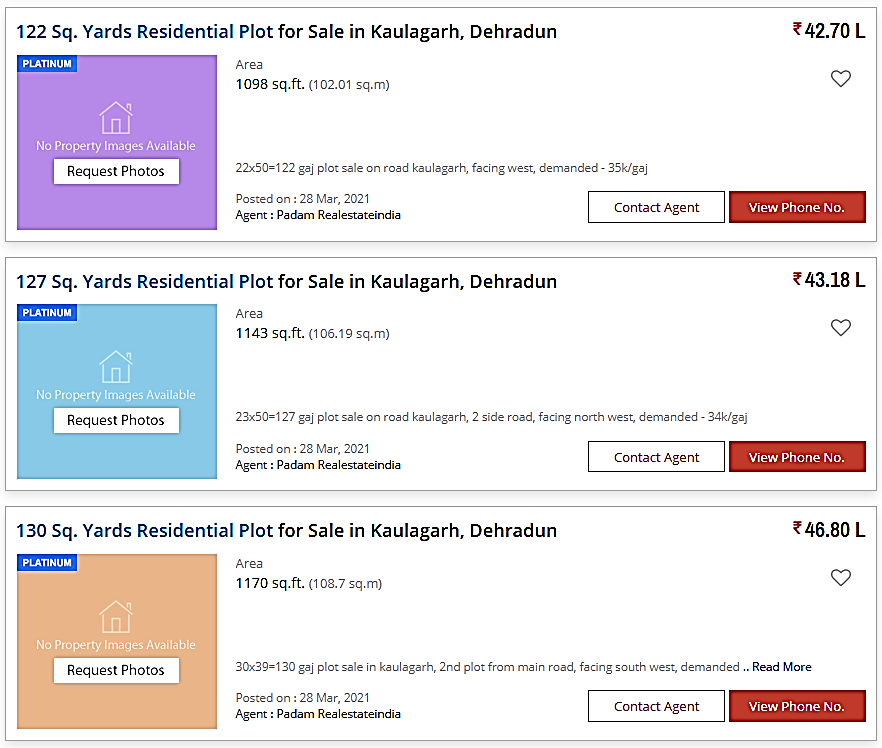 122 Sq. Yards Residential Plot for Sale in Kaulagarh, Dehradun
₹ 42.70 L
PLATINUM
No Property Images Available
Request Photos
Area
1098 sq.ft. (102.01 sq.m)
22x50=122 gaj plot sale on road kaulagarh, facing west, demanded - 35k/gaj
Posted on : 28 Mar, 2021
Agent : Padam Realestateindia
Contact Agent
View Phone No.
127 Sq. Yards Residential Plot for Sale in Kaulagarh, Dehradun
₹ 43.18 L
PLATINUM
No Property Images Available
Request Photos
Area
1143 sq.ft. (106.19 sq.m)
23x50=127 gaj plot sale on road kaulagarh, 2 side road, facing north west, demanded - 34k/gaj
Posted on : 28 Mar, 2021
Agent : Padam Realestateindia
Contact Agent
View Phone No.
130 Sq. Yards Residential Plot for Sale in Kaulagarh, Dehradun
₹ 46.80 L
PLATINUM
No Property Images Available
Request Photos
Area
1170 sq.ft. (108.7 sq.m)
30x39=130 gaj plot sale in kaulagarh, 2nd plot from main road, facing south west, demanded .. Read More
Posted on : 28 Mar, 2021
Agent : Padam Realestateindia
Contact Agent
View Phone No.